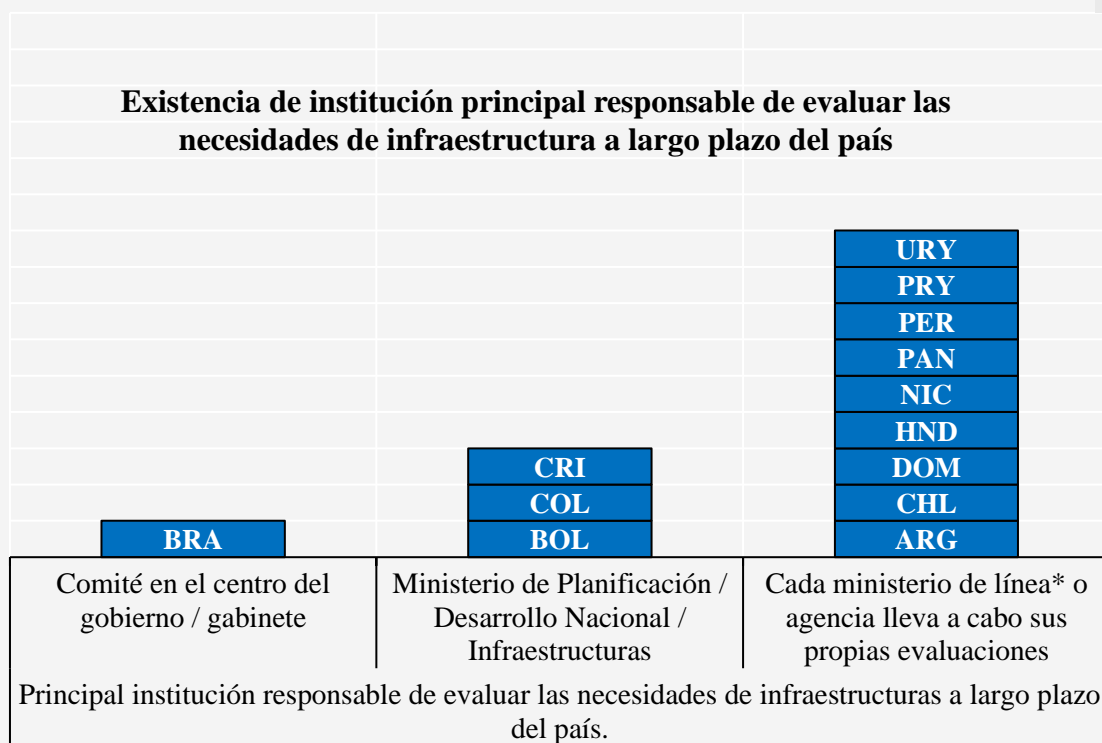 Existencia de institución principal responsable de evaluar las
necesidades de infraestructura a largo plazo del país
URY
PRY
PER
PAN
NIC
HND
DOM
CHL
ARG
CRI
COL
BOL
BRA
Comité en el centro del
gobierno / gabinete
Ministerio de Planificación /
Desarrollo Nacional /
Infraestructuras
Cada ministerio de línea* o
agencia lleva a cabo sus
propias evaluaciones
Principal institución responsable de evaluar las necesidades de infraestructuras a largo plazo
del país.